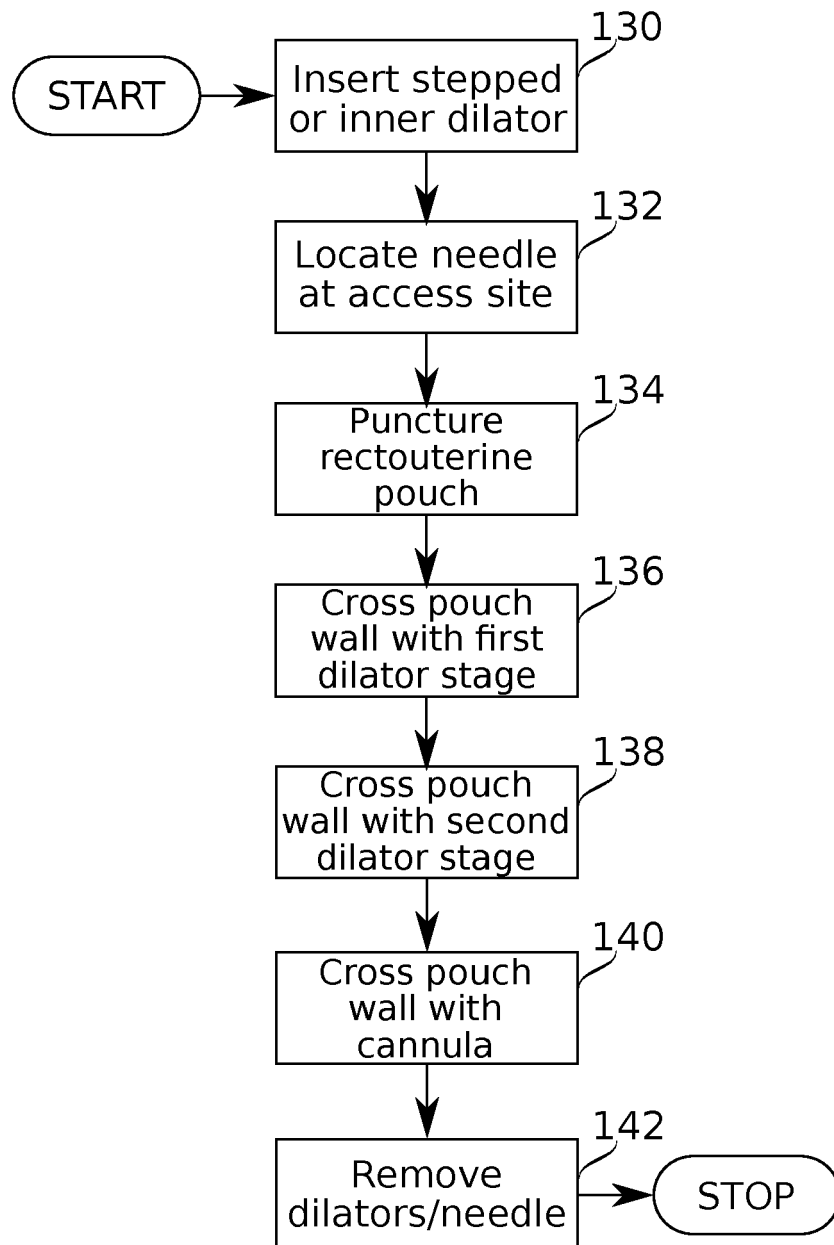 130
START
Insert stepped
or inner dilator
132
Locate needle
at access site
134
Puncture
rectouterine
pouch
136
Cross pouch
wall with first
dilator stage
138
Cross pouch
wall with second
dilator stage
140
Cross pouch
wall with
cannula
142
Remove
dilators/needle
STOP